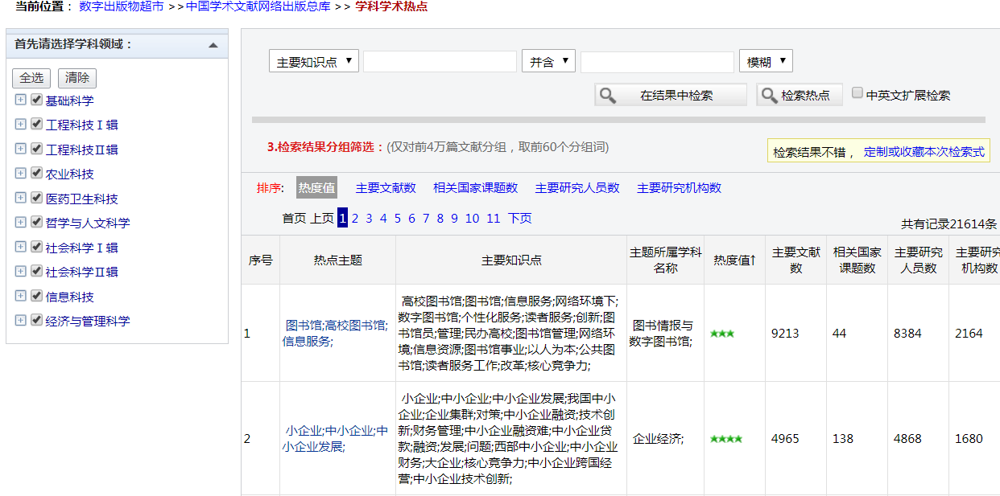 当前位置： 数字出版物超市 >>中国学术文献网络出版总库 >> 学科学术热点
首先请选择学科领域：
全选 清除
基础科学
工程科技Ⅰ辑
工程科技Ⅱ辑
农业科技
医药卫生科技
哲学与人文科学
社会科学Ⅰ辑
社会科学Ⅱ辑
信息科技
经济与管理科学
主要知识点 并含 模糊
在结果中检索 检索热点 中英文扩展检索
3.检索结果分组筛选：(仅对前4万篇文献分组，取前60个分组词)
检索结果不错， 定制或收藏本次检索式
排序: 热度值 主要文献数 相关国家课题数 主要研究人员数 主要研究机构数
首页 上页 1 2 3 4 5 6 7 8 9 10 11 下页
共有记录21614条
序号 热点主题 主要知识点 主题所属学科名称 热度值↑ 主要文献数 相关国家课题数 主要研究人员数 主要研究机构数
1
图书馆;高校图书馆;
信息服务;
高校图书馆;图书馆;信息服务;网络环境下;
数字图书馆;个性化服务;读者服务;创新;图
书馆员;管理;民办高校;图书馆管理;网络环
境;信息资源;图书馆事业;以人为本;公共图
书馆;读者服务工作;改革;核心竞争力;
图书情报与
数字图书馆;
9213 44 8384 2164
2
小企业;中小企业;中
小企业发展;
小企业;中小企业;中小企业发展;我国中小
企业;企业集群;对策;中小企业融资;技术创
新;财务管理;中小企业融资难;中小企业贷
款;融资;发展;问题;西部中小企业;中小企业
财务;大企业;核心竞争力;中小企业跨国经
营;中小企业技术创新;
企业经济;
4965 138 4868 1680